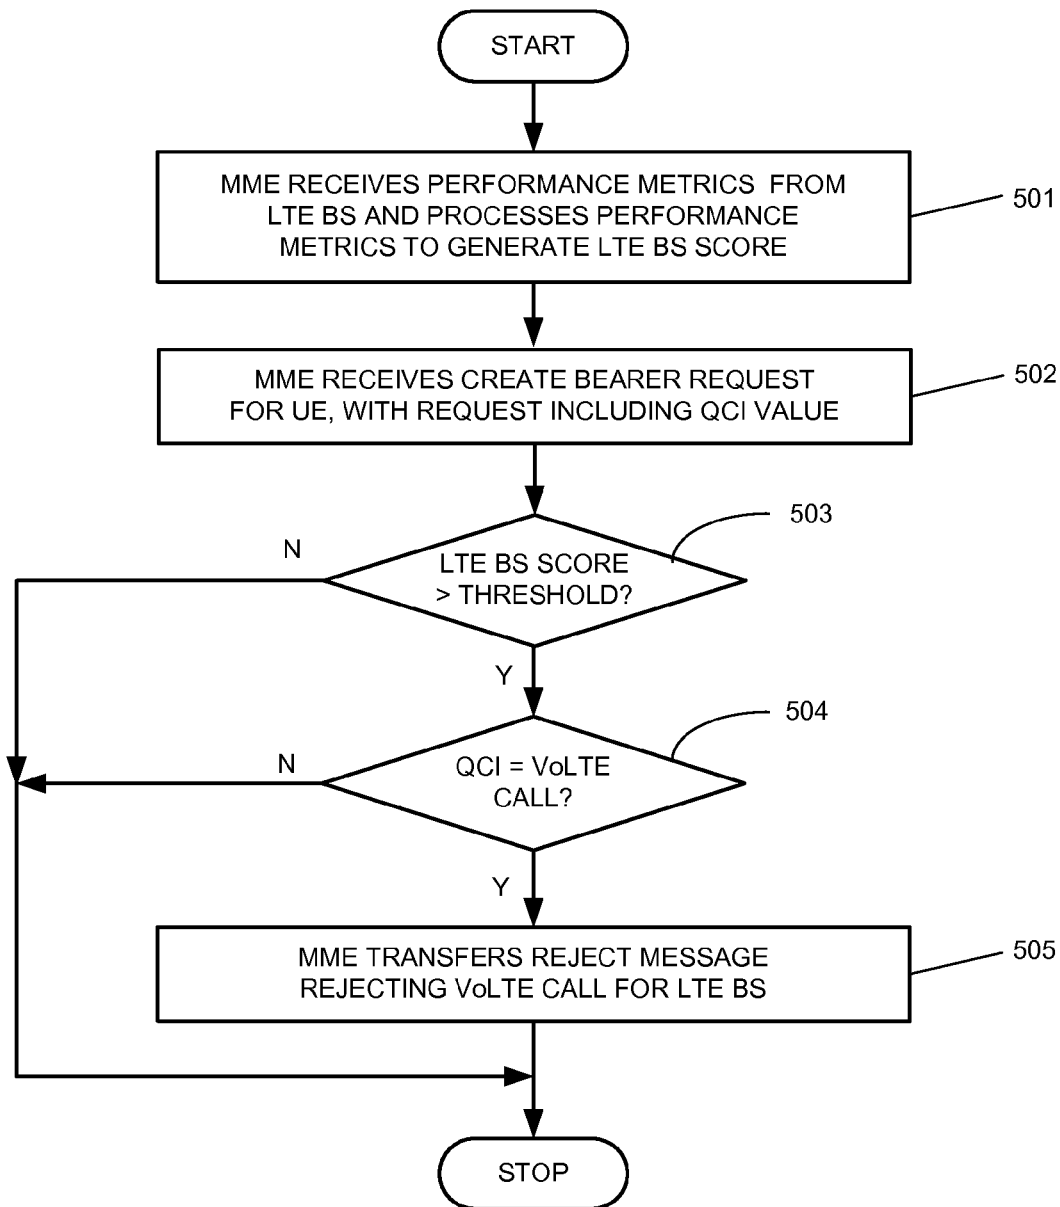 START
MME RECEIVES PERFORMANCE METRICS FROM
LTE BS AND PROCESSES PERFORMANCE
METRICS TO GENERATE LTE BS SCORE
501
MME RECEIVES CREATE BEARER REQUEST
FOR UE, WITH REQUEST INCLUDING QCI VALUE
502
503
N
LTE BS SCORE
> THRESHOLD?
Y
504
N
QCI = VoLTE
CALL?
Y
MME TRANSFERS REJECT MESSAGE
REJECTING VoLTE CALL FOR LTE BS
505
STOP